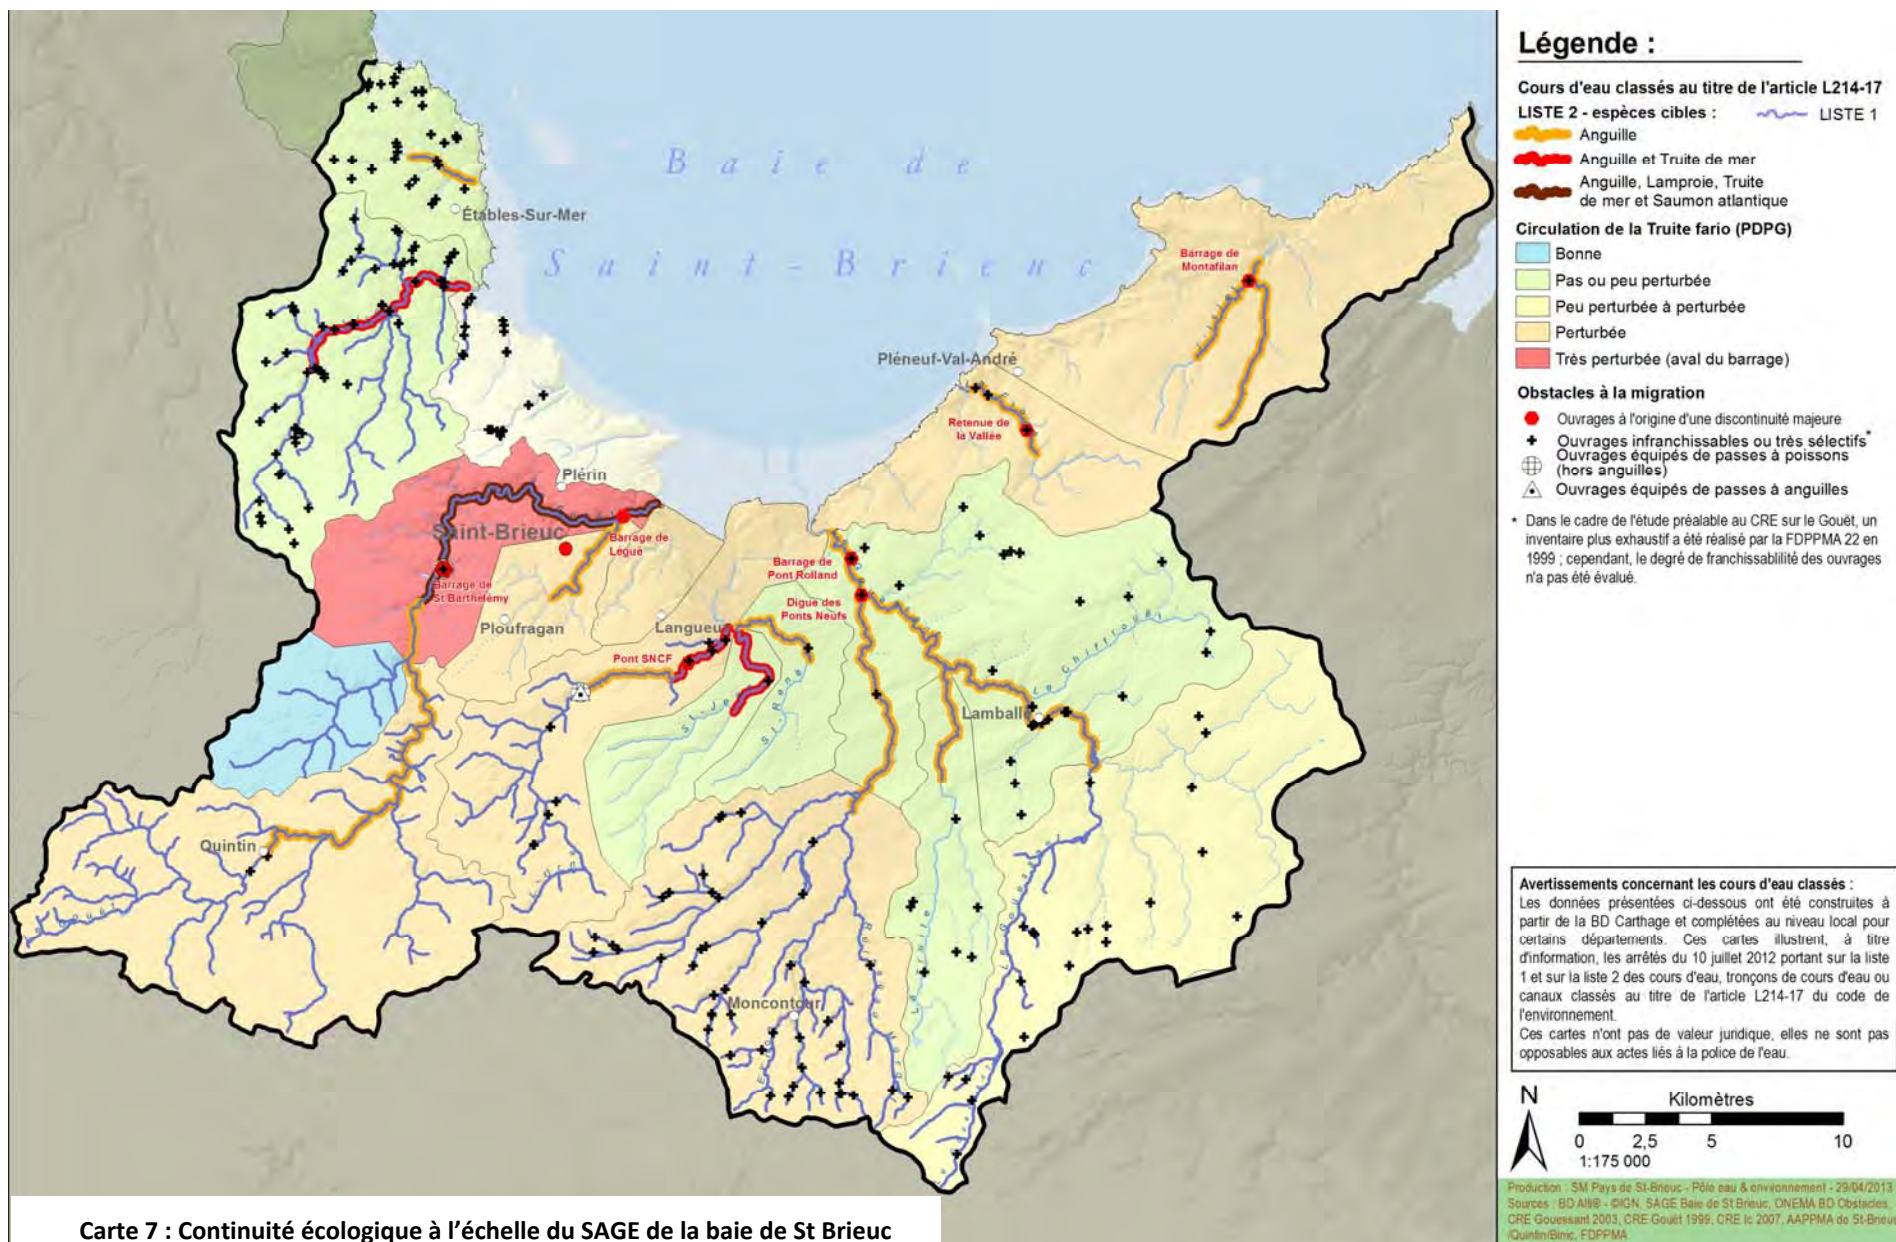 Baie de
Saint-Brieuc
Étables-Sur-Mer
Barrage de
Montafilan
Pléneuf-Val-André
Retenue de
la Vallée
Plérin
Saint-Brieuc
Barrage de
Légué
Barrage de
St Barthélémy
Barrage de
Pont Rolland
Digue des
Ponts Neufs
Ploufragan
Langueux
Pont SNCF
St-Je
St-René
Le Chiffrouet
Lamballe
Quintin
Le Gouët
L'Urne
La Truite
Le Gouessant
Moncontour
Légende :
Cours d'eau classés au titre de l'article L214-17
LISTE 2 - espèces cibles :
LISTE 1
Anguille
Anguille et Truite de mer
Anguille, Lamproie, Truite
de mer et Saumon atlantique
Circulation de la Truite fario (PDPG)
Bonne
Pas ou peu perturbée
Peu perturbée à perturbée
Perturbée
Très perturbée (aval du barrage)
Obstacles à la migration
Ouvrages à l'origine d'une discontinuité majeure
Ouvrages infranchissables ou très sélectifs*
Ouvrages équipés de passes à poissons
(hors anguilles)
Ouvrages équipés de passes à anguilles
* Dans le cadre de l'étude préalable au CRE sur le Gouët, un
inventaire plus exhaustif a été réalisé par la FDPPMA 22 en
1999 ; cependant, le degré de franchissablilité des ouvrages
n'a pas été évalué.
Avertissements concernant les cours d'eau classés :
Les données présentées ci-dessous ont été construites à
partir de la BD Carthage et complétées au niveau local pour
certains départements. Ces cartes illustrent, à titre
d'information, les arrêtés du 10 juillet 2012 portant sur la liste
1 et sur la liste 2 des cours d'eau, tronçons de cours d'eau ou
canaux classés au titre de l'article L214-17 du code de
l'environnement.
Ces cartes n'ont pas de valeur juridique, elles ne sont pas
opposables aux actes liés à la police de l'eau.
N
Kilomètres
0 2,5 5 10
1:175 000
Production : SM Pays de St-Brieuc - Pôle eau & environnement - 29/04/2013
Sources : BD Alti® - ©IGN, SAGE Baie de St Brieuc, ONEMA BD Obstacles,
CRE Gouessant 2003, CRE Gouët 1999, CRE Ic 2007, AAPPMA de St-Brieuc
/Quintin/Binic, FDPPMA
Carte 7 : Continuité écologique à l'échelle du SAGE de la baie de St Brieuc